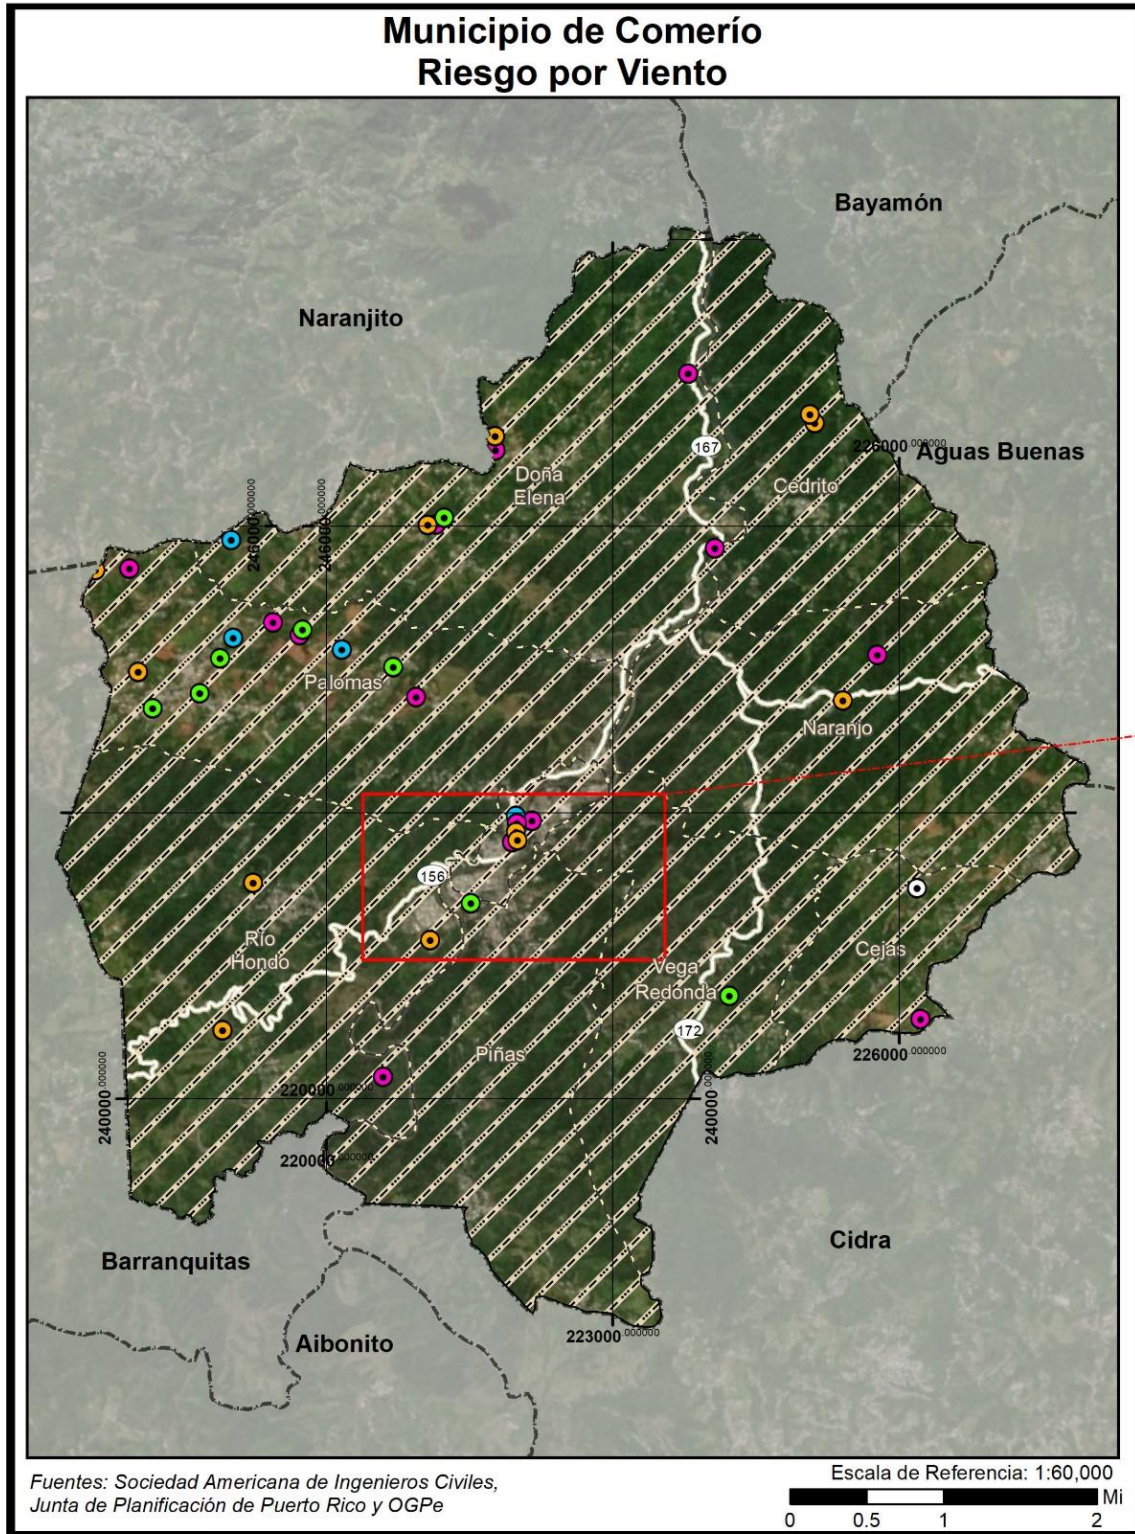 Municipio de Comerío
Riesgo por Viento
Bayamón
Naranjito
167
226000.000000
Aguas Buenas
Doña
Elena
Cedrito
246000.000000
246000.000000
Palomas
Naranjo
156
Río
Hondo
Cejas
Vega
Redonda
172
226000.000000
Piñas
220000.000000
240000.000000
240000.000000
220000.000000
Cidra
Barranquitas
223000.000000
Aibonito
Fuentes: Sociedad Americana de Ingenieros Civiles,
Junta de Planificación de Puerto Rico y OGPe
Escala de Referencia: 1:60,000
Mi
0 0.5 1 2